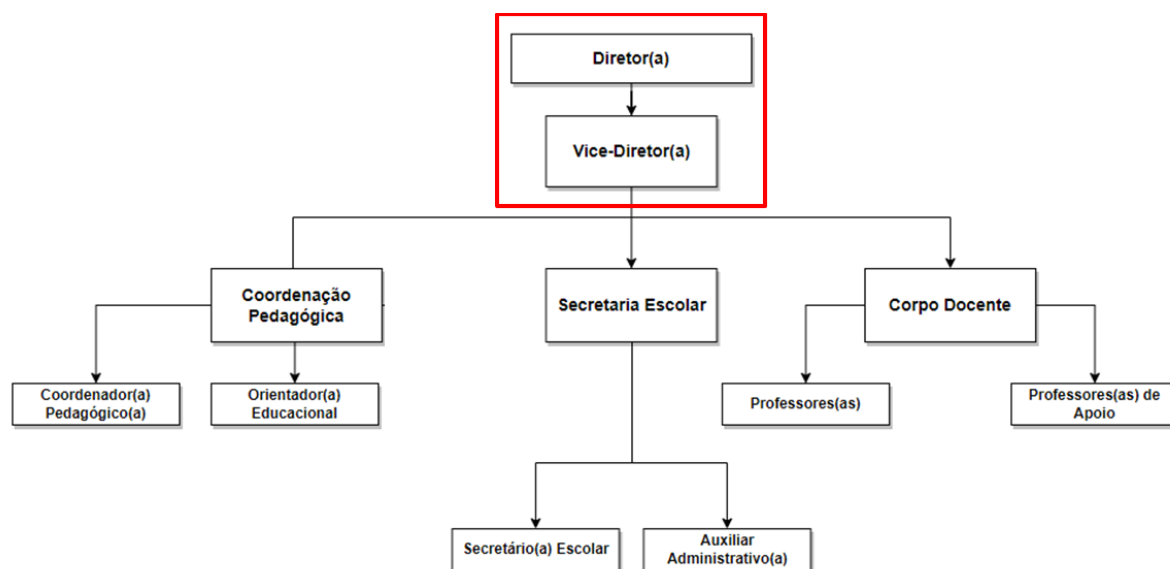 Diretor(a)
Vice-Diretor(a)
Coordenação
Pedagógica
Secretaria Escolar
Corpo Docente
Coordenador(a)
Pedagógico(a)
Orientador(a)
Educacional
Professores(as)
Professores(as) de
Apoio
Secretário(a) Escolar
Auxiliar
Administrativo(a)